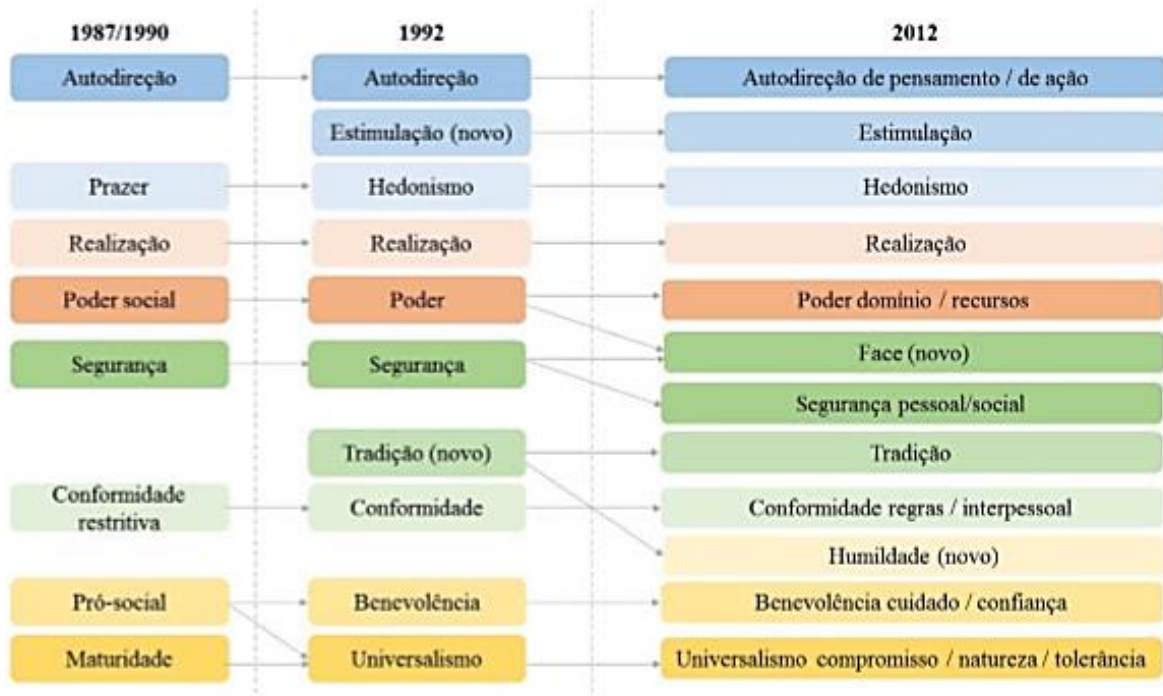 1987/1990
1992
2012
Autodireção
Autodireção
Autodireção de pensamento / de ação
Estimulação (novo)
Estimulação
Prazer
Hedonismo
Hedonismo
Realização
Realização
Realização
Poder social
Poder
Poder domínio / recursos
Segurança
Segurança
Face (novo)
Segurança pessoal/social
Tradição (novo)
Tradição
Conformidade
restritiva
Conformidade
Conformidade regras / interpessoal
Humildade (novo)
Pró-social
Benevolência
Benevolência cuidado / confiança
Maturidade
Universalismo
Universalismo compromisso / natureza / tolerância